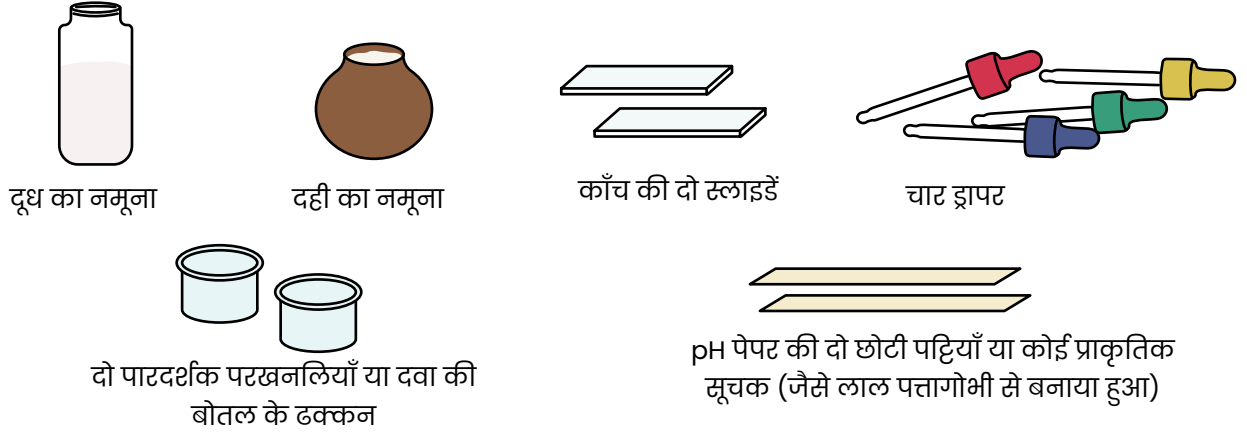 दूध का नमूना
दही का नमूना
काँच की दो स्लाइडें
चार ड्रापर
दो पारदर्शक परखनलियाँ या दवा की
बोतल के ढक्कन
pH पेपर की दो छोटी पट्टियाँ या कोई प्राकृतिक
सूचक (जैसे लाल पत्तागोभी से बनाया हुआ)